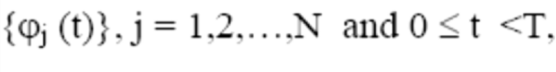 {φj (t)}, j = 1,2,...,N and 0 ≤ t <T,